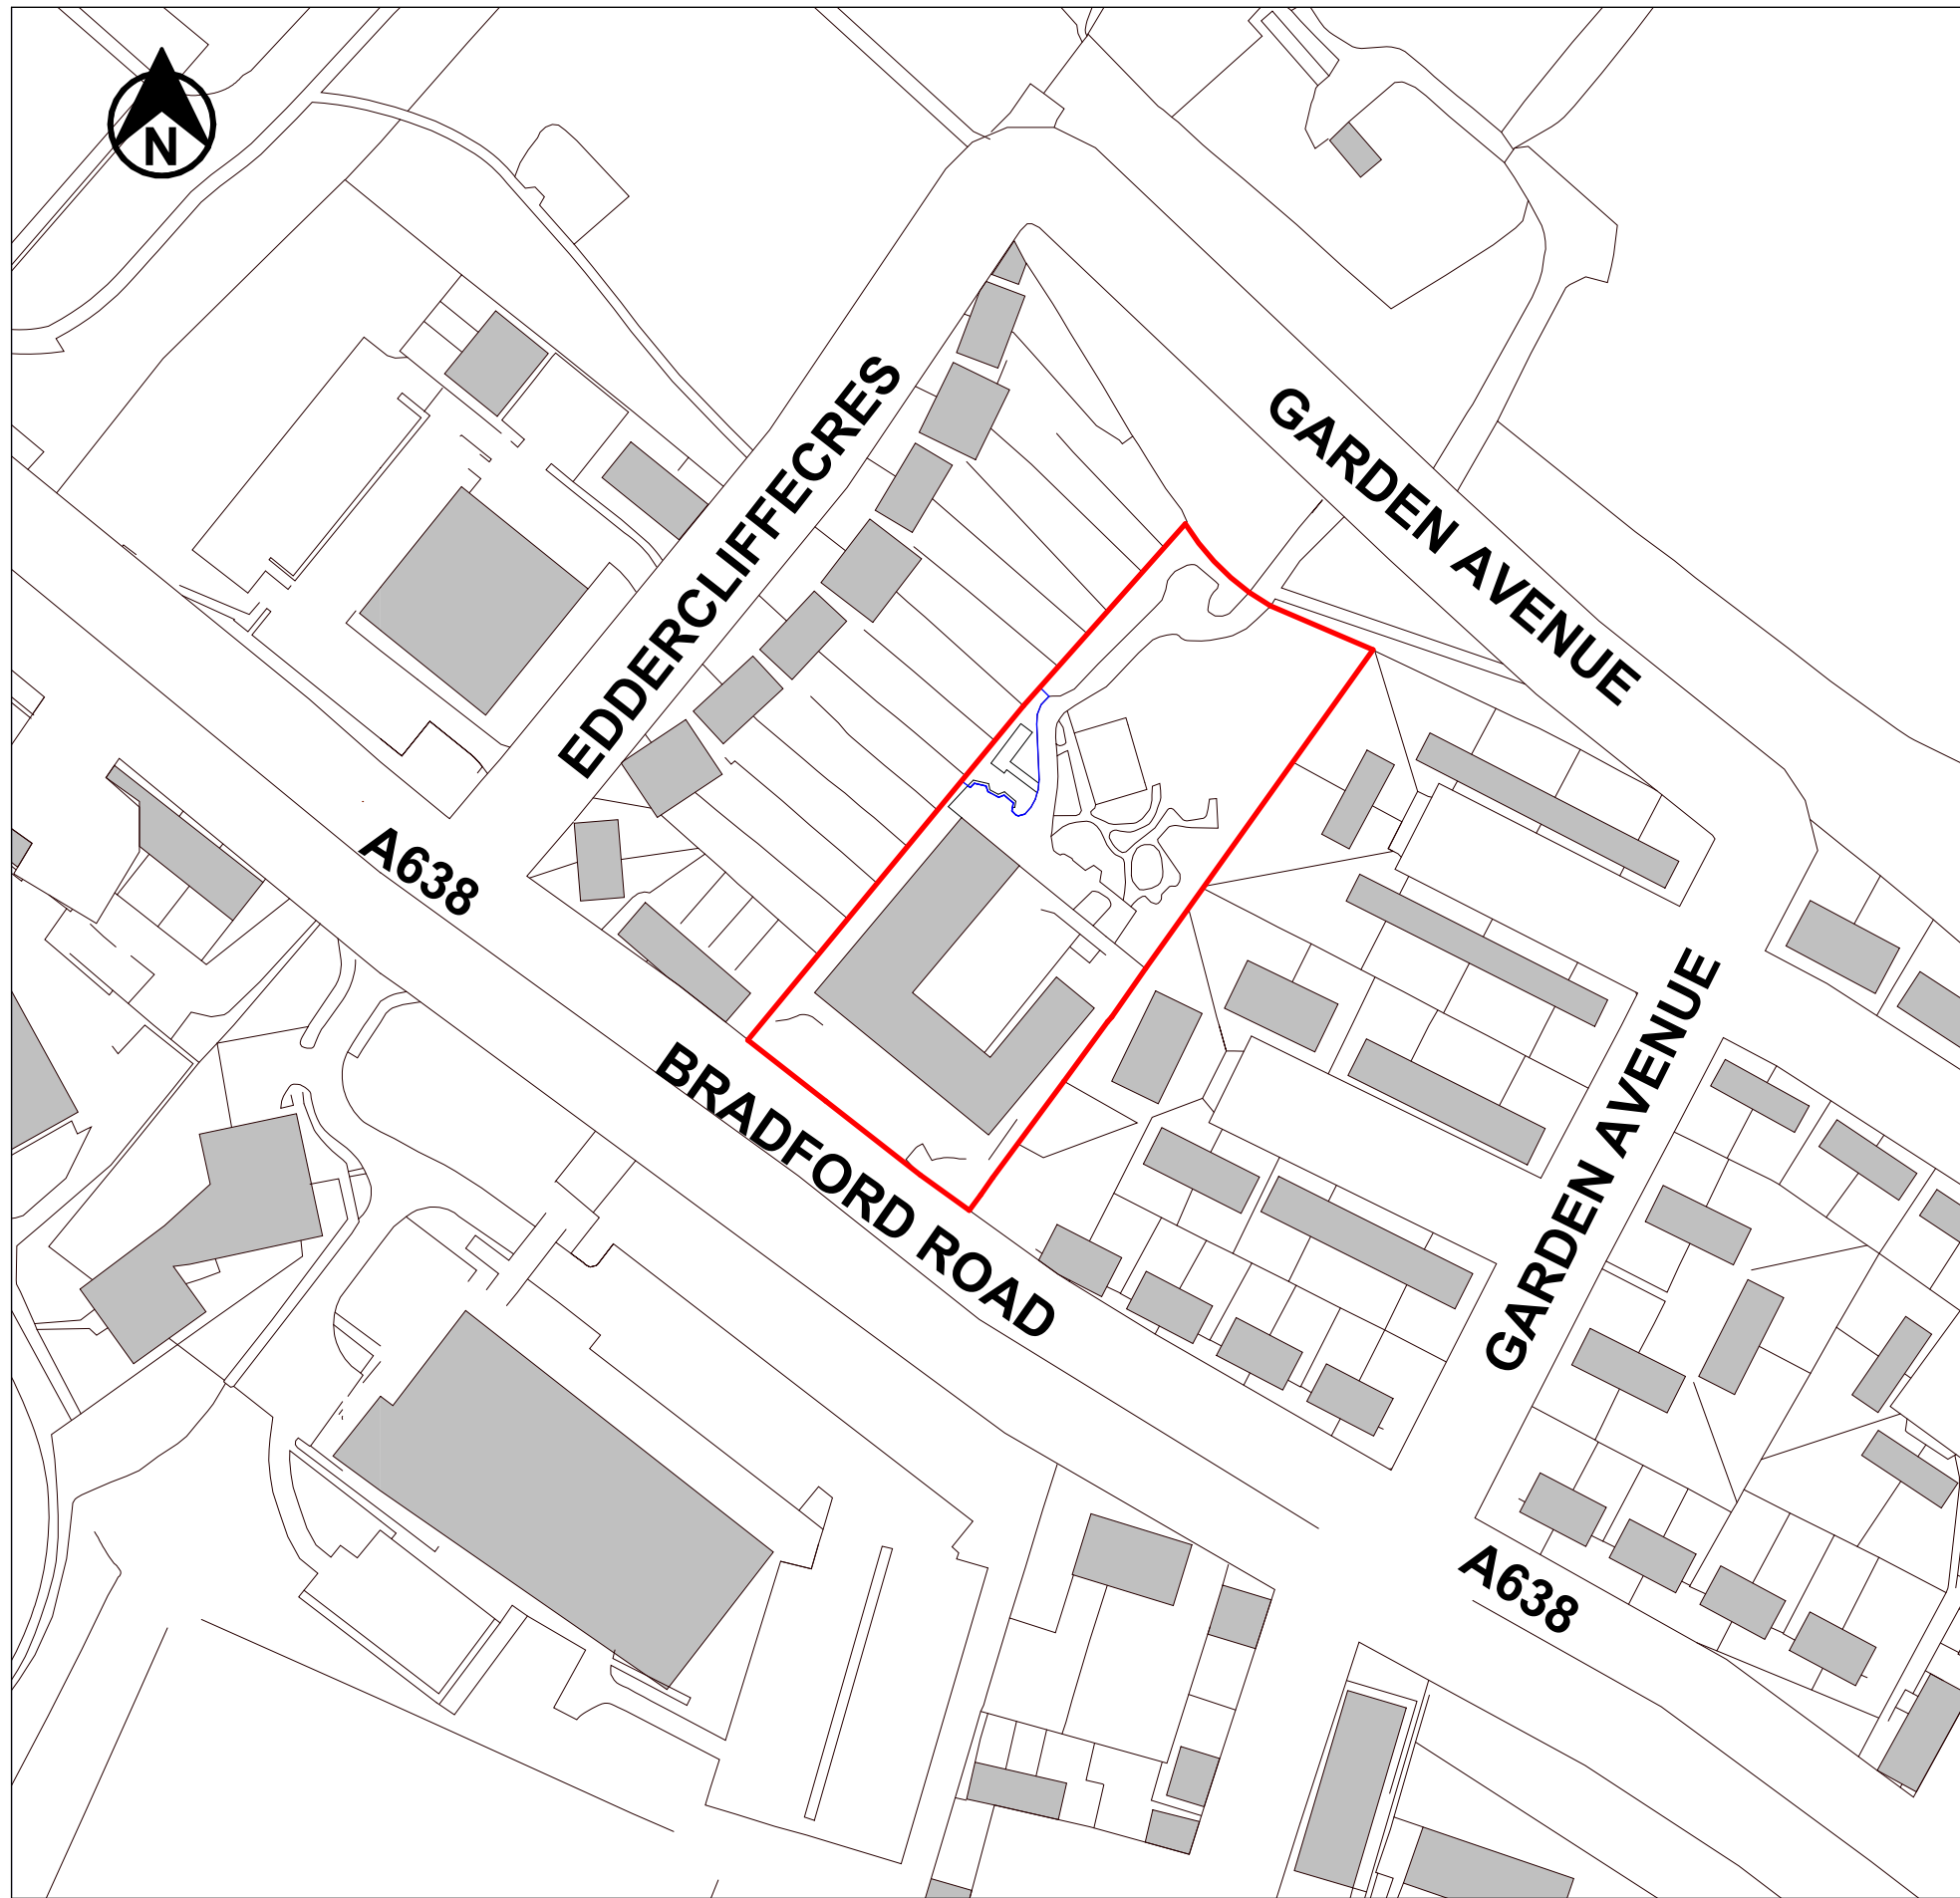 N
EDDERCLIFFECRES
GARDEN AVENUE
A638
BRADFORD ROAD
GARDEN AVENUE
A638